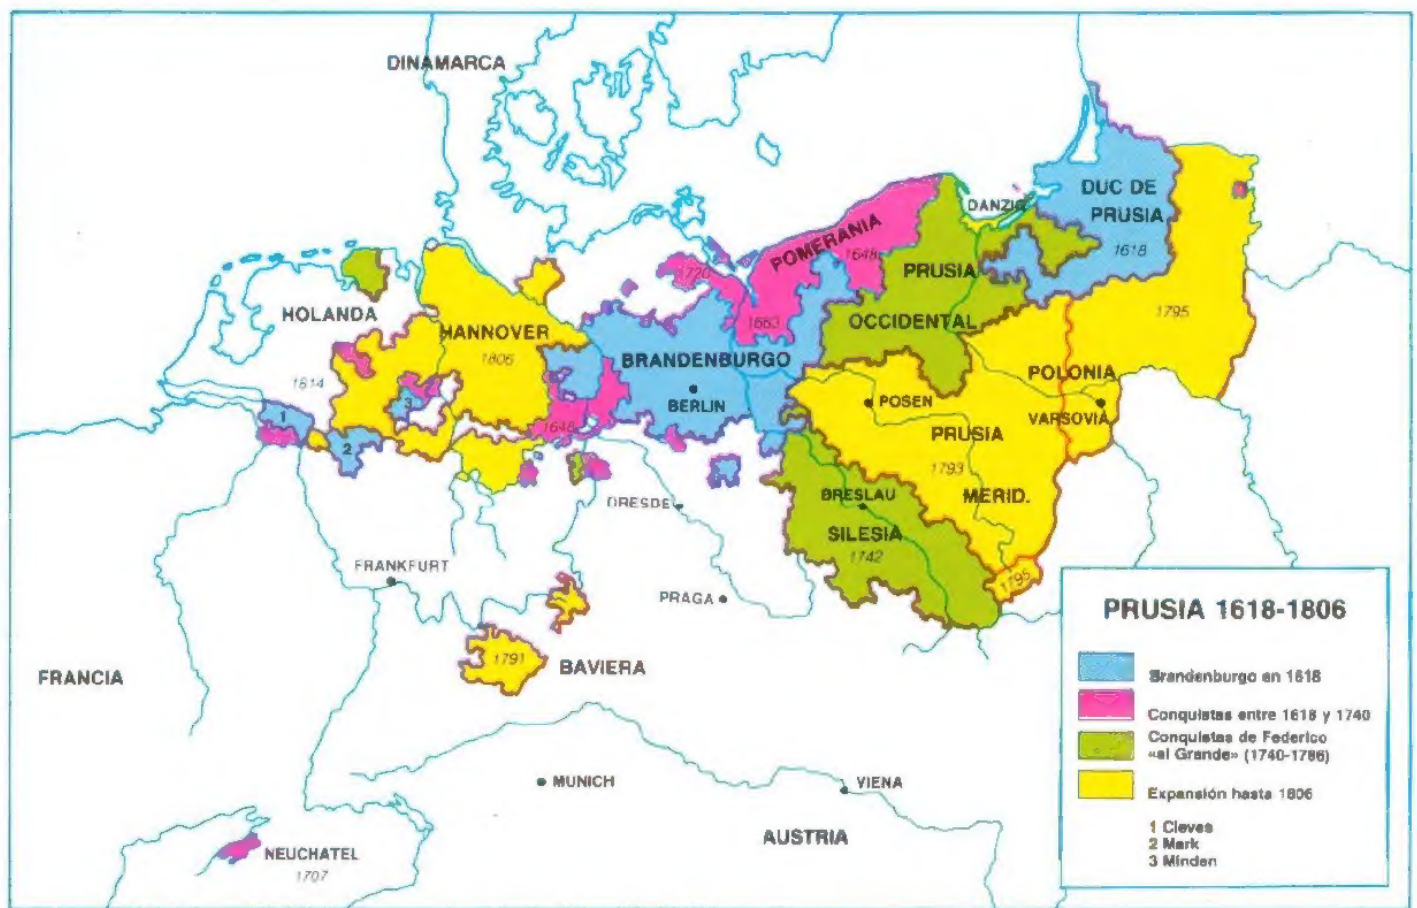 DINAMARCA
DUC DE
PRUSIA
1618
DANZIG
POMERANIA
1648
1720
1663
PRUSIA
OCCIDENTAL
1795
HOLANDA
HANNOVER
1806
1614
BRANDENBURGO
BERLIN
POLONIA
VARSOVIA
POSEN
PRUSIA
1793
MERID.
1
2
3
1648
BRESLAU
SILESIA
1742
DRESDE
1795
FRANKFURT
PRAGA
1791
BAVIERA
FRANCIA
MUNICH
VIENA
AUSTRIA
NEUCHATEL
1707
PRUSIA 1618-1806
Brandenburgo en 1618
Conquistas entre 1618 y 1740
Conquistas de Federico
«el Grande» (1740-1786)
Expansión hasta 1806
1 Cleves
2 Mark
3 Minden